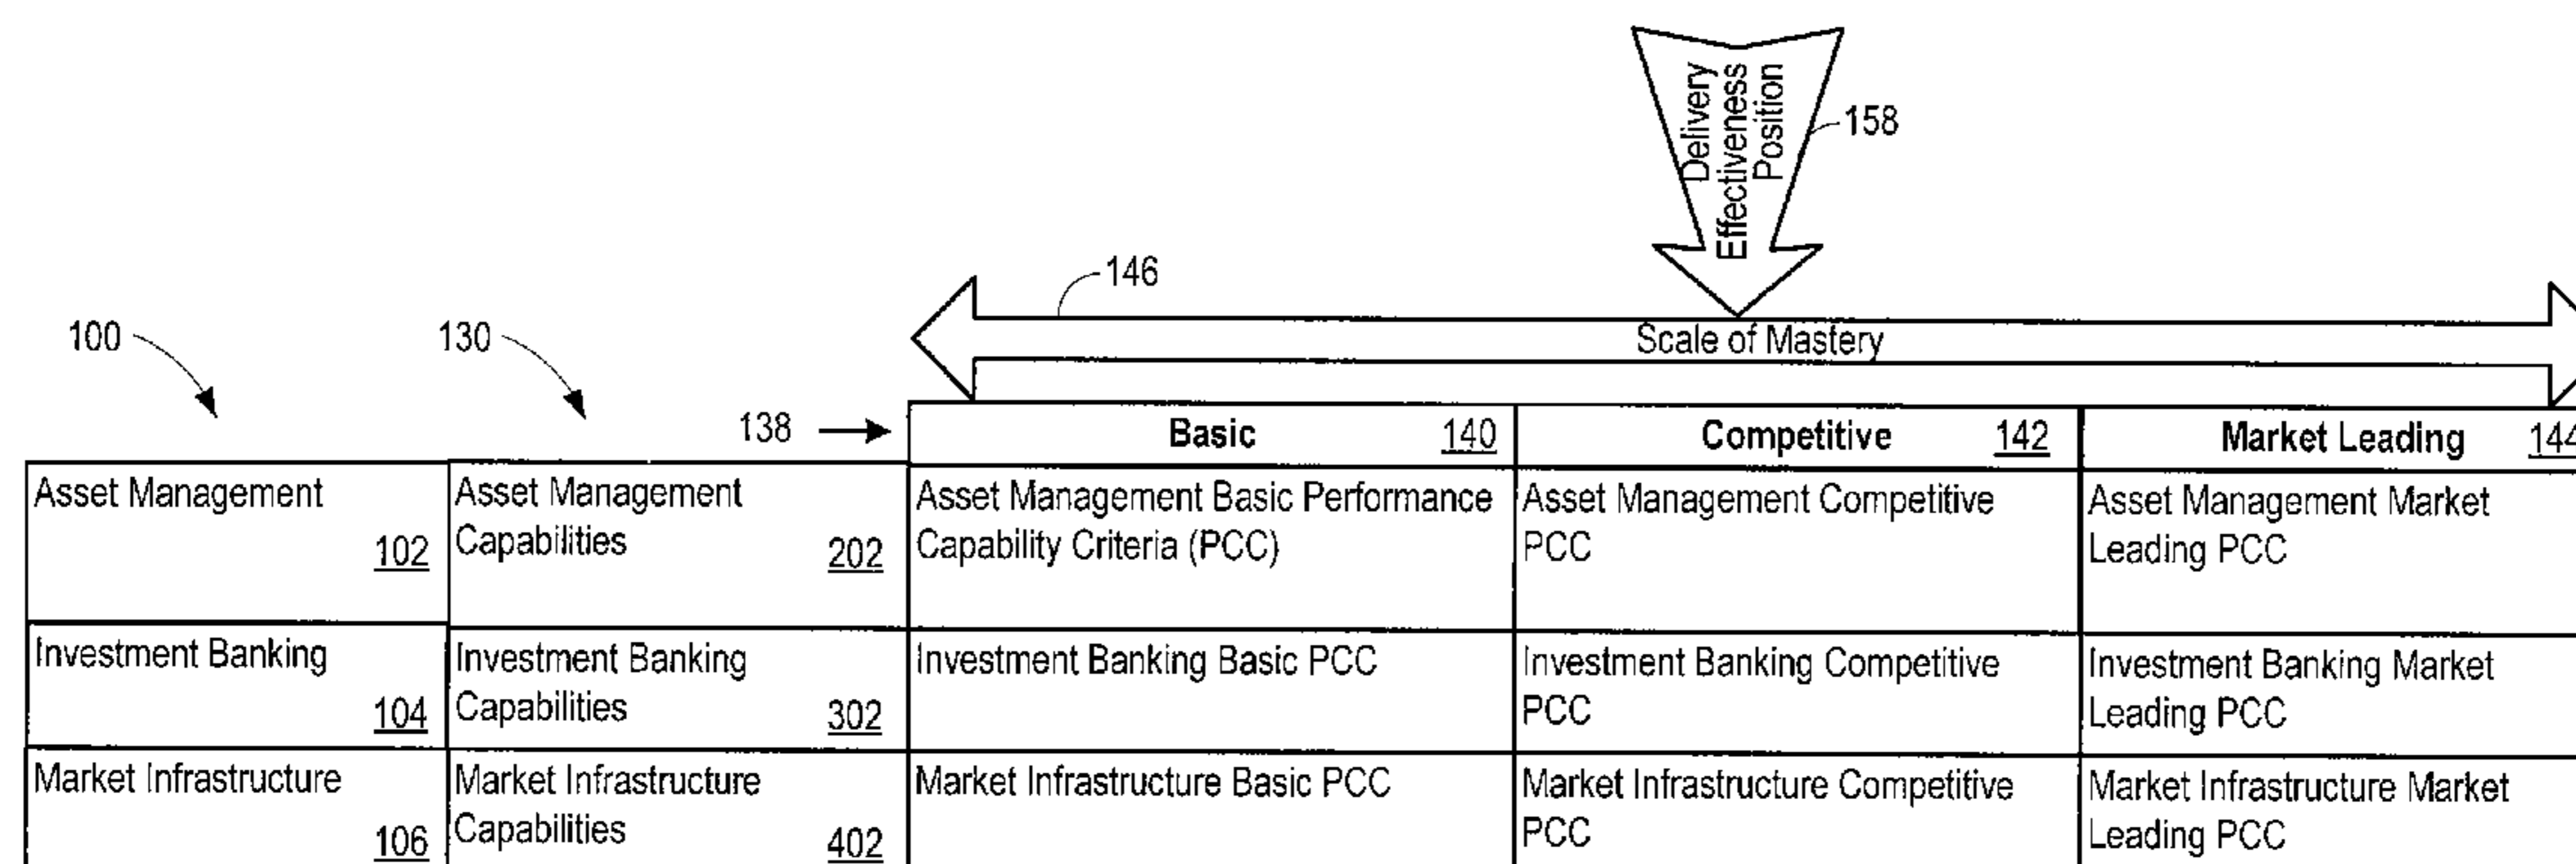 Delivery
Effectiveness
Position
158
146
Scale of Mastery
100
130
138
Basic 140
Competitive 142
Market Leading 144
Asset Management
102
Asset Management
Capabilities
202
Asset Management Basic Performance
Capability Criteria (PCC)
Asset Management Competitive
PCC
Asset Management Market
Leading PCC
Investment Banking
104
Investment Banking
Capabilities
302
Investment Banking Basic PCC
Investment Banking Competitive
PCC
Investment Banking Market
Leading PCC
Market Infrastructure
106
Market Infrastructure
Capabilities
402
Market Infrastructure Basic PCC
Market Infrastructure Competitive
PCC
Market Infrastructure Market
Leading PCC